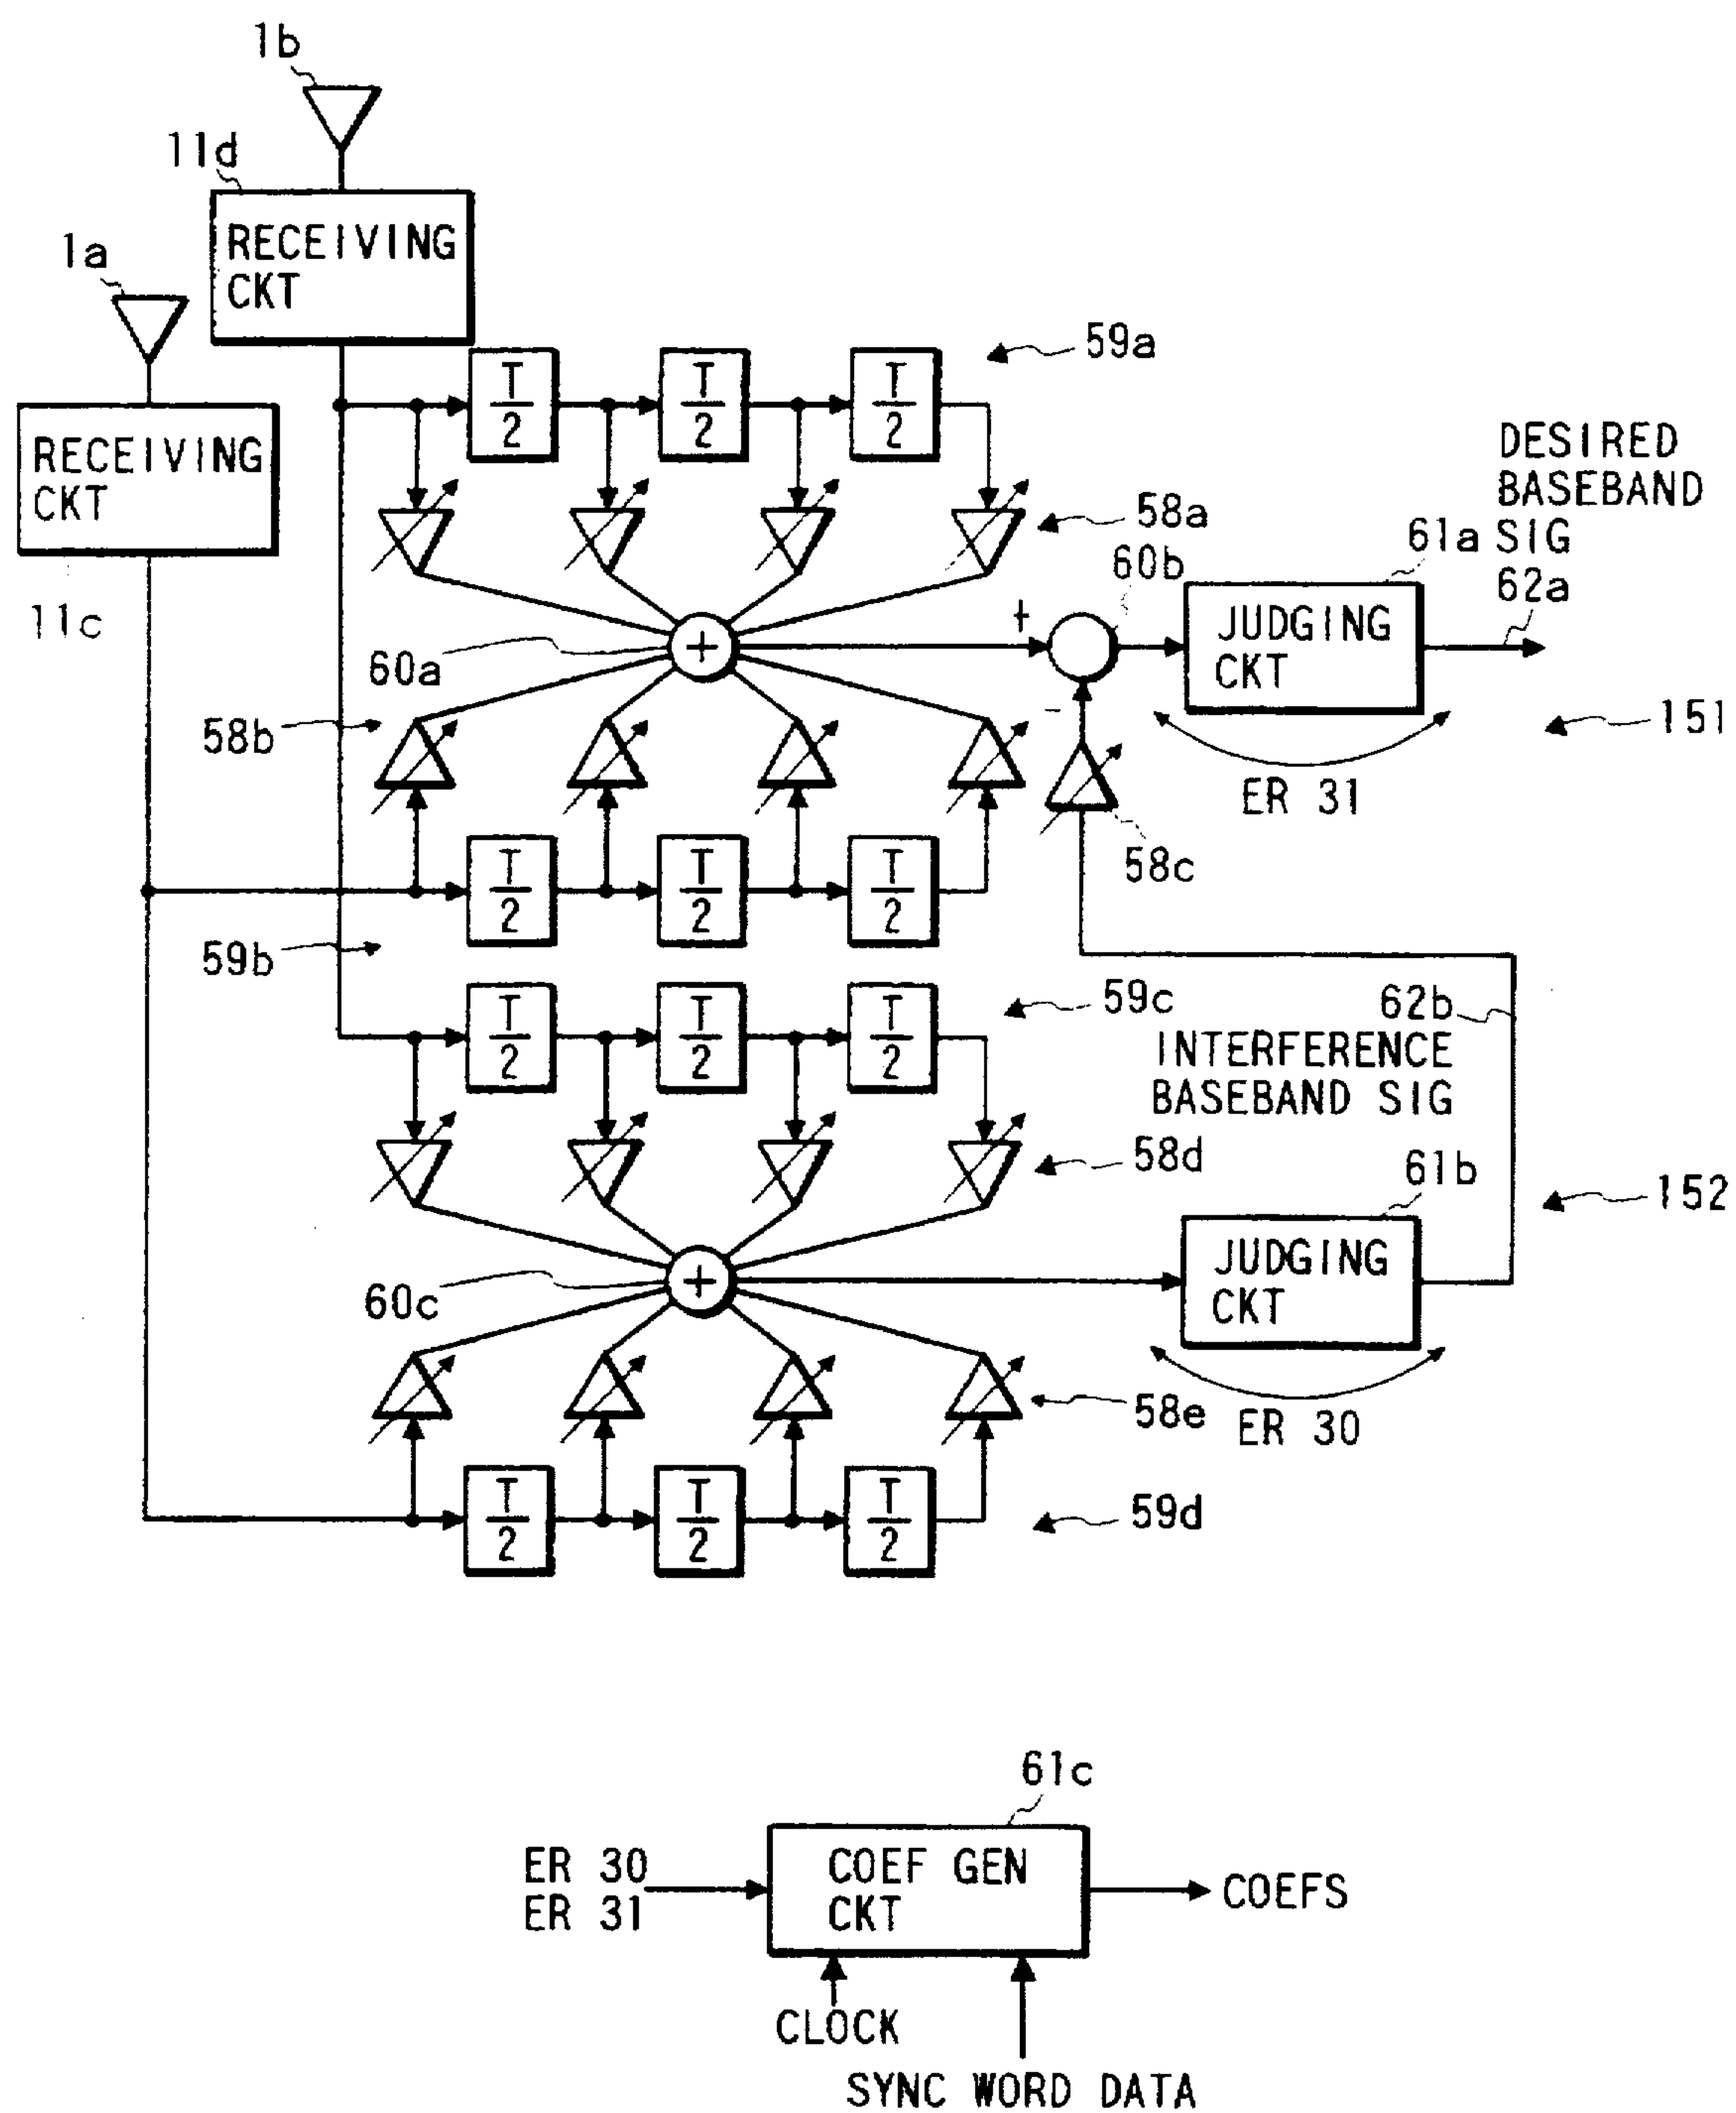 1b
11d
RECEIVING
CKT
1a
RECEIVING
CKT
11c
T
2
T
2
T
2
59a
58a
60a
+
+
60b
-
JUDGING
CKT
61a
DESIRED
BASEBAND
SIG
62a
151
ER 31
58b
58c
T
2
T
2
T
2
59b
T
2
T
2
T
2
59c
62b
INTERFERENCE
BASEBAND SIG
58d
61b
152
60c
+
JUDGING
CKT
ER 30
58e
T
2
T
2
T
2
59d
61c
ER 30
ER 31
COEF GEN
CKT
COEFS
CLOCK
SYNC WORD DATA